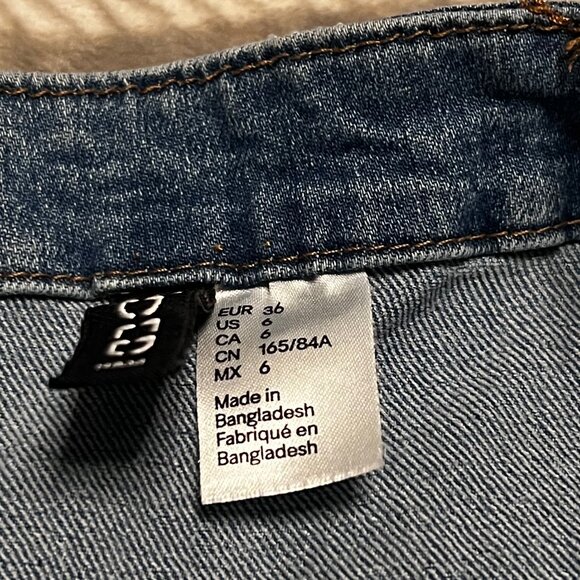 EUR 36
US 6
CA 6
CN 165/84A
MX 6
Made in
Bangladesh
Fabriqué en
Bangladesh